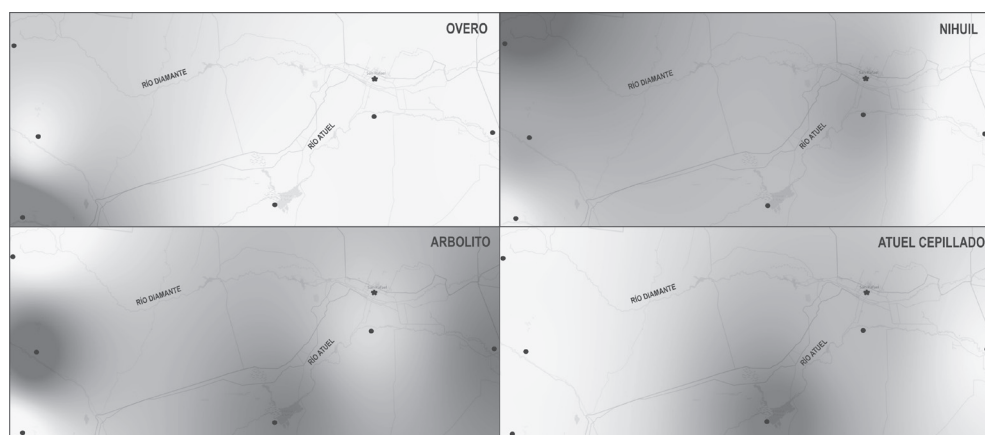 OVERO
RÍO DIAMANTE
RÍO ATUEL
NIHUIL
RÍO DIAMANTE
RÍO ATUEL
ARBOLITO
RÍO DIAMANTE
RÍO ATUEL
ATUEL CEPILLADO
RÍO DIAMANTE
RÍO ATUEL